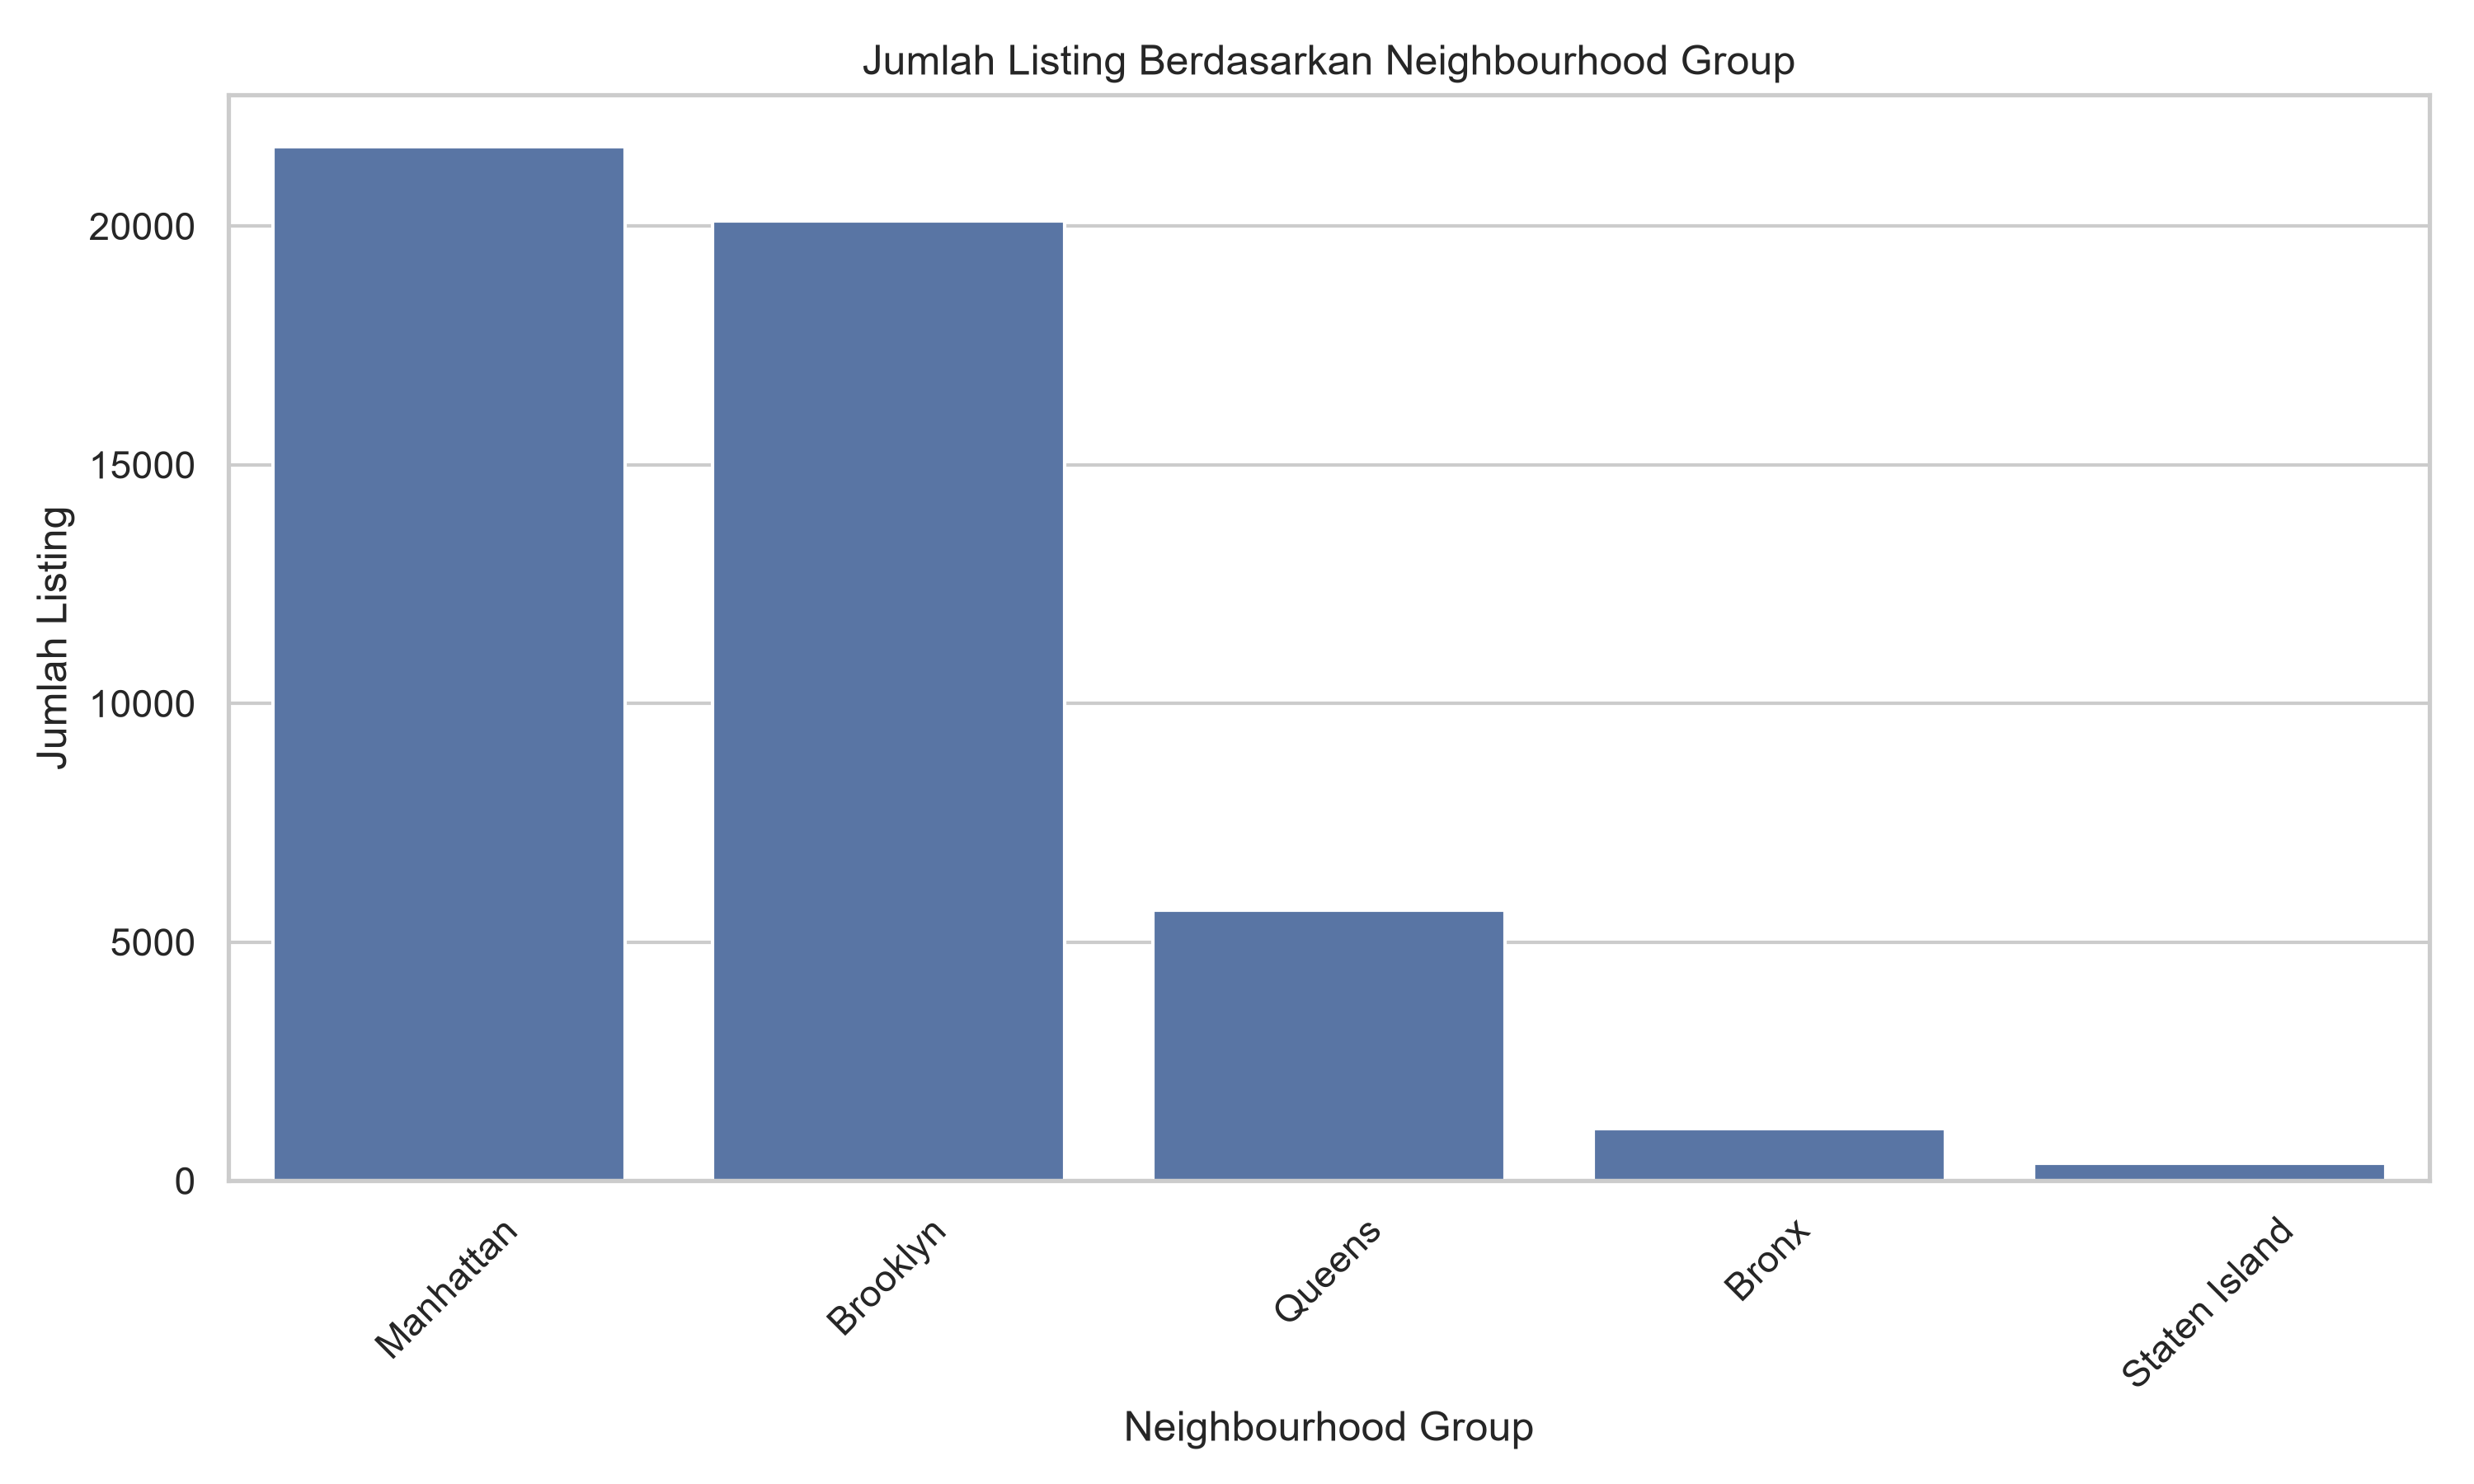 Jumlah Listing Berdasarkan Neighbourhood Group
Jumlah Listing
20000
15000
10000
5000
0
Manhattan
Brooklyn
Queens
Bronx
Staten Island
Neighbourhood Group